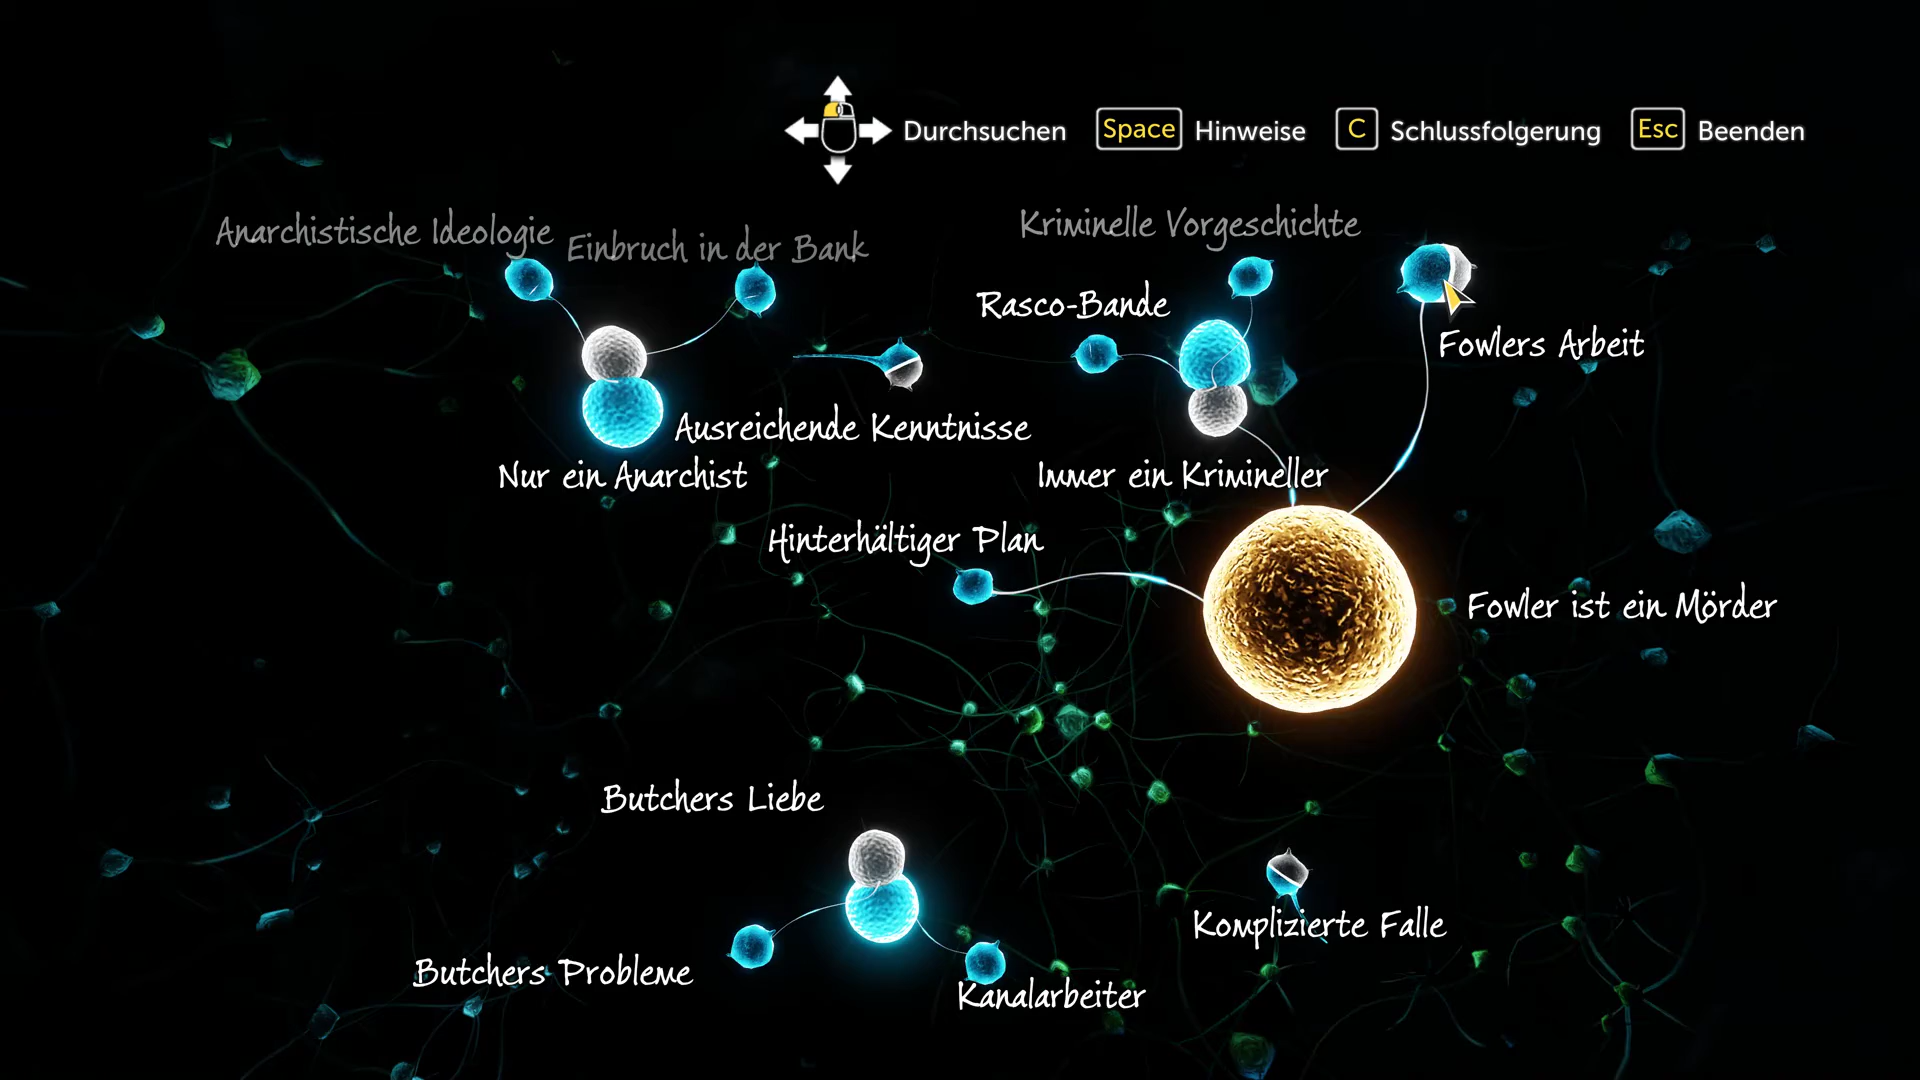 Durchsuchen
Space Hinweise
C Schlussfolgerung
Esc Beenden
Anarchistische Ideologie
Einbruch in der Bank
Kriminelle Vorgeschichte
Rasco-Bande
Fowlers Arbeit
Ausreichende Kenntnisse
Nur ein Anarchist
Immer ein Krimineller
Hinterhältiger Plan
Fowler ist ein Mörder
Butchers Liebe
Komplizierte Falle
Butchers Probleme
Kanalarbeiter